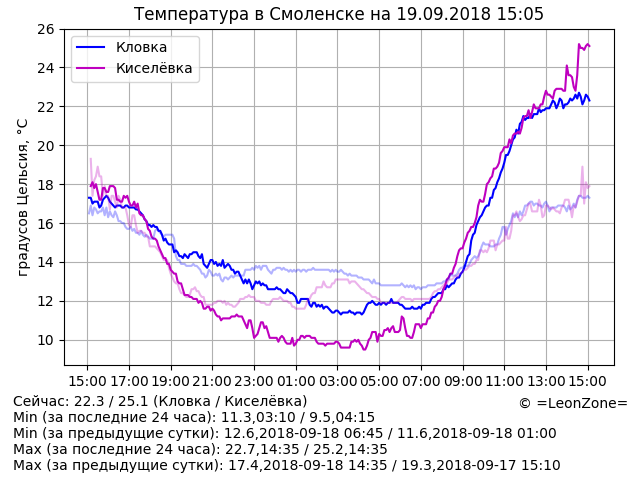 Температура в Смоленске на 19.09.2018 15:05
градусов Цельсия, °C
26
24
22
20
18
16
14
12
10
Кловка
Киселёвка
15:00 17:00 19:00 21:00 23:00 01:00 03:00 05:00 07:00 09:00 11:00 13:00 15:00
Сейчас: 22.3 / 25.1 (Кловка / Киселёвка)
© =LeonZone=
Min (за последние 24 часа): 11.3,03:10 / 9.5,04:15
Min (за предыдущие сутки): 12.6,2018-09-18 06:45 / 11.6,2018-09-18 01:00
Max (за последние 24 часа): 22.7,14:35 / 25.2,14:35
Max (за предыдущие сутки): 17.4,2018-09-18 14:35 / 19.3,2018-09-17 15:10